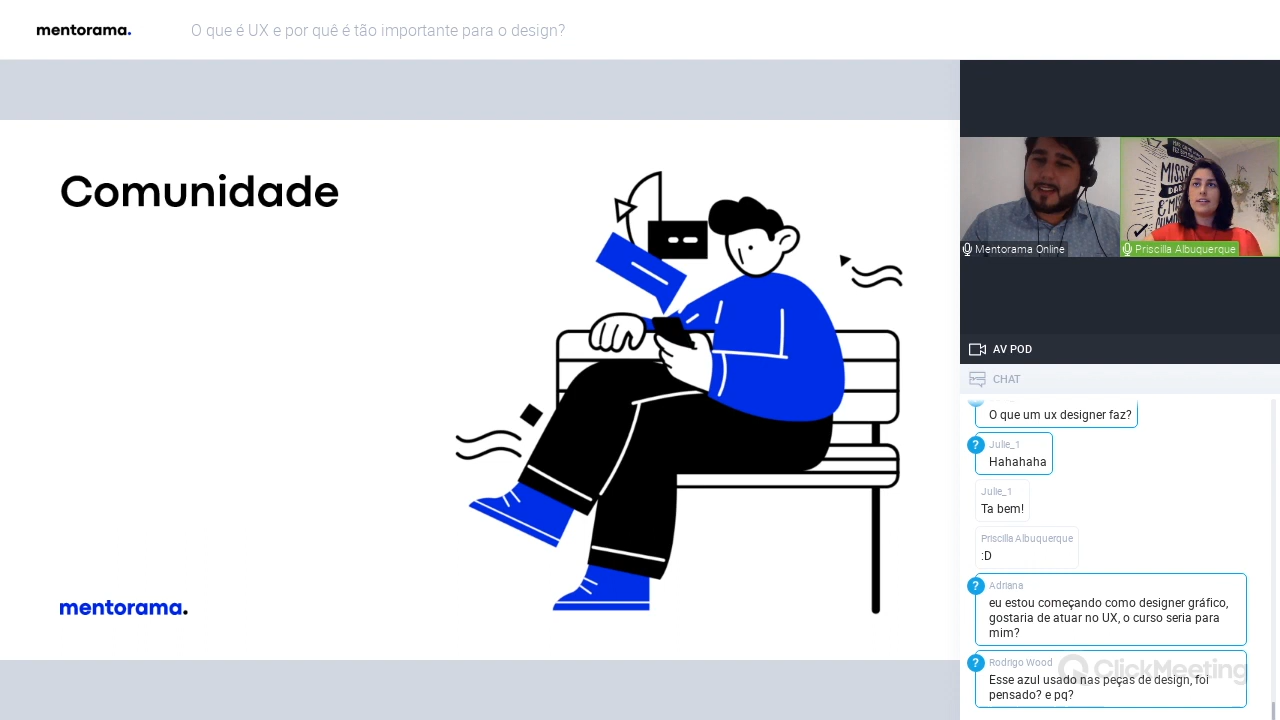 mentorama.
O que é UX e por quê é tão importante para o design?
Comunidade
mentorama.
MISSÃO
Mentorama Online
Priscilla Albuquerque
AV POD
CHAT
O que um ux designer faz?
?
Julie_1
Hahahaha
Julie_1
Ta bem!
Priscilla Albuquerque
:D
?
Adriana
eu estou começando como designer gráfico,
gostaria de atuar no UX, o curso seria para
mim?
?
Rodrigo Wood
ClickMeeting
Esse azul usado nas peças de design, foi
pensado? e pq?